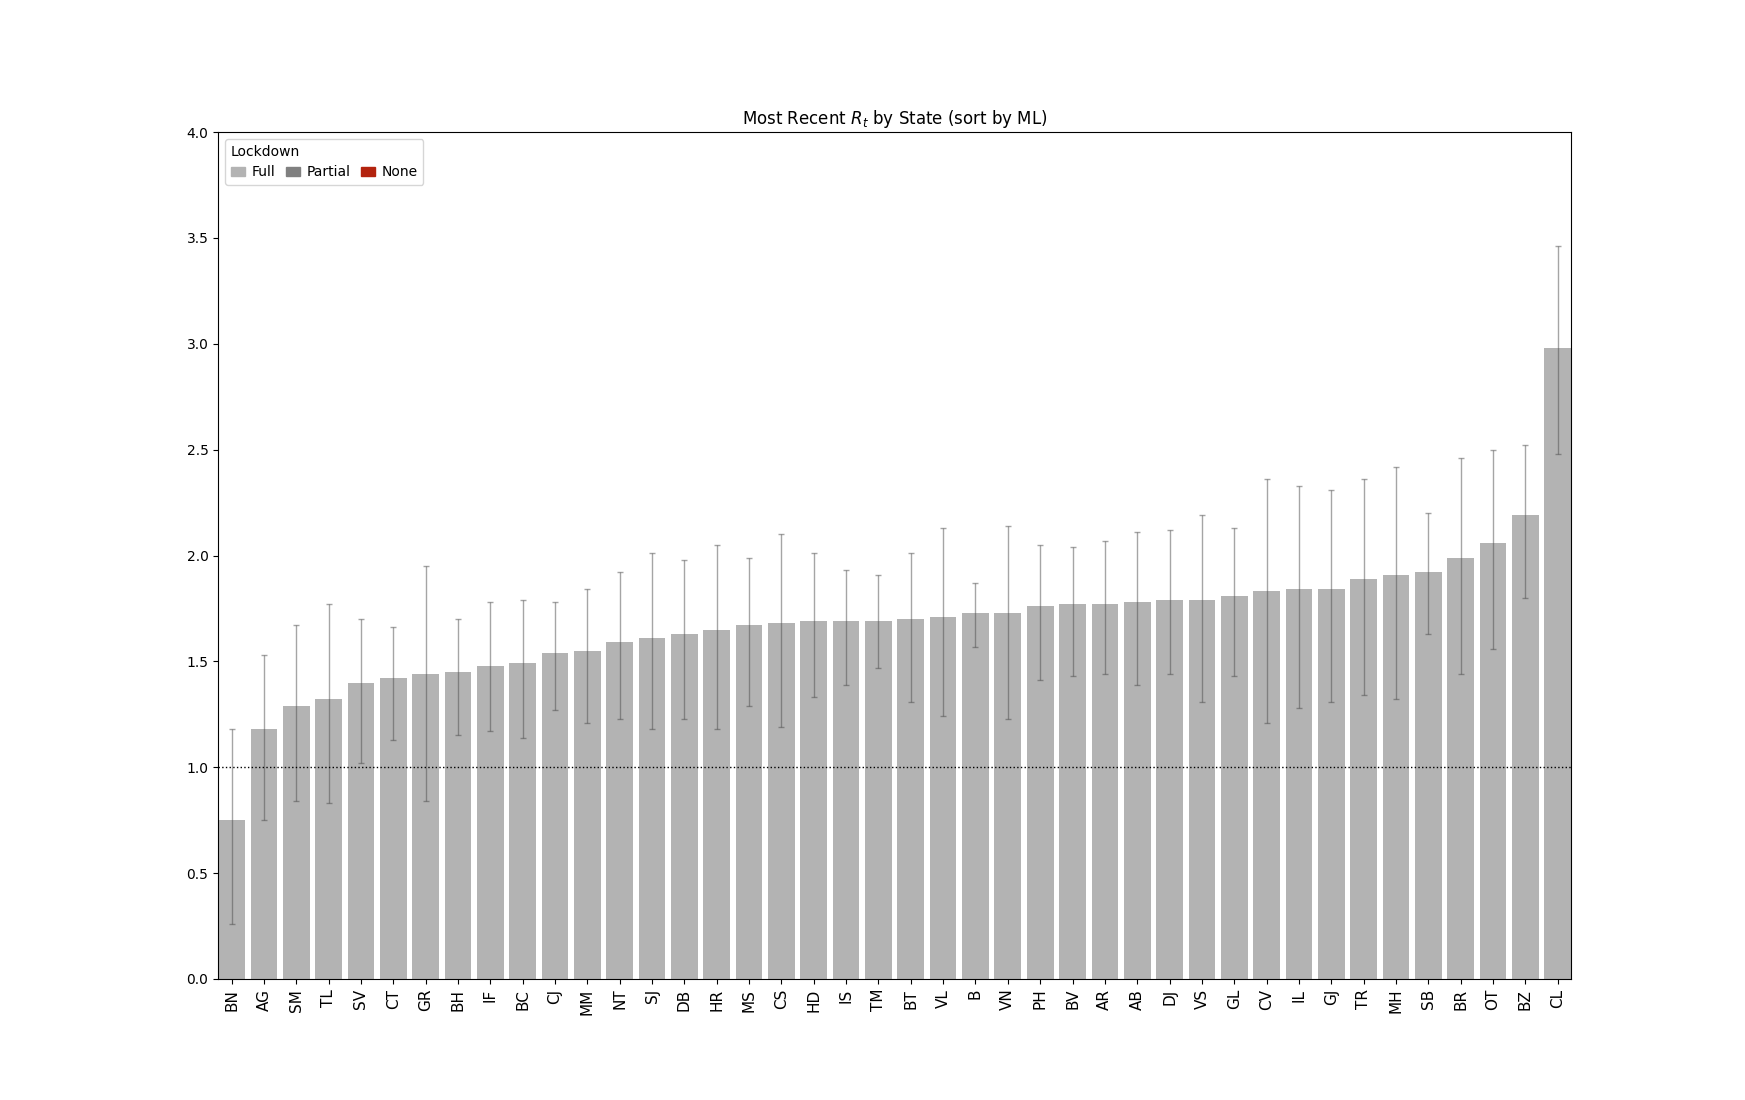 Most Recent Rt by State (sort by ML)
Lockdown
Full Partial None
4.0
3.5
3.0
2.5
2.0
1.5
1.0
0.5
0.0
BN AG SM TL SV CT GR BH IF BC CJ MM NT SJ DB HR MS CS HD IS TM BT VL B VN PH BV AR AB DJ VS GL CV IL GJ TR MH SB BR OT BZ CL